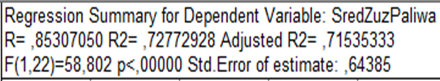 Regression Summary for Dependent Variable: SredZuzPaliwa
R= ,85307050 R2= ,72772928 Adjusted R2= ,71535333
F(1,22)=58,802 p<,00000 Std.Error of estimate: ,64385